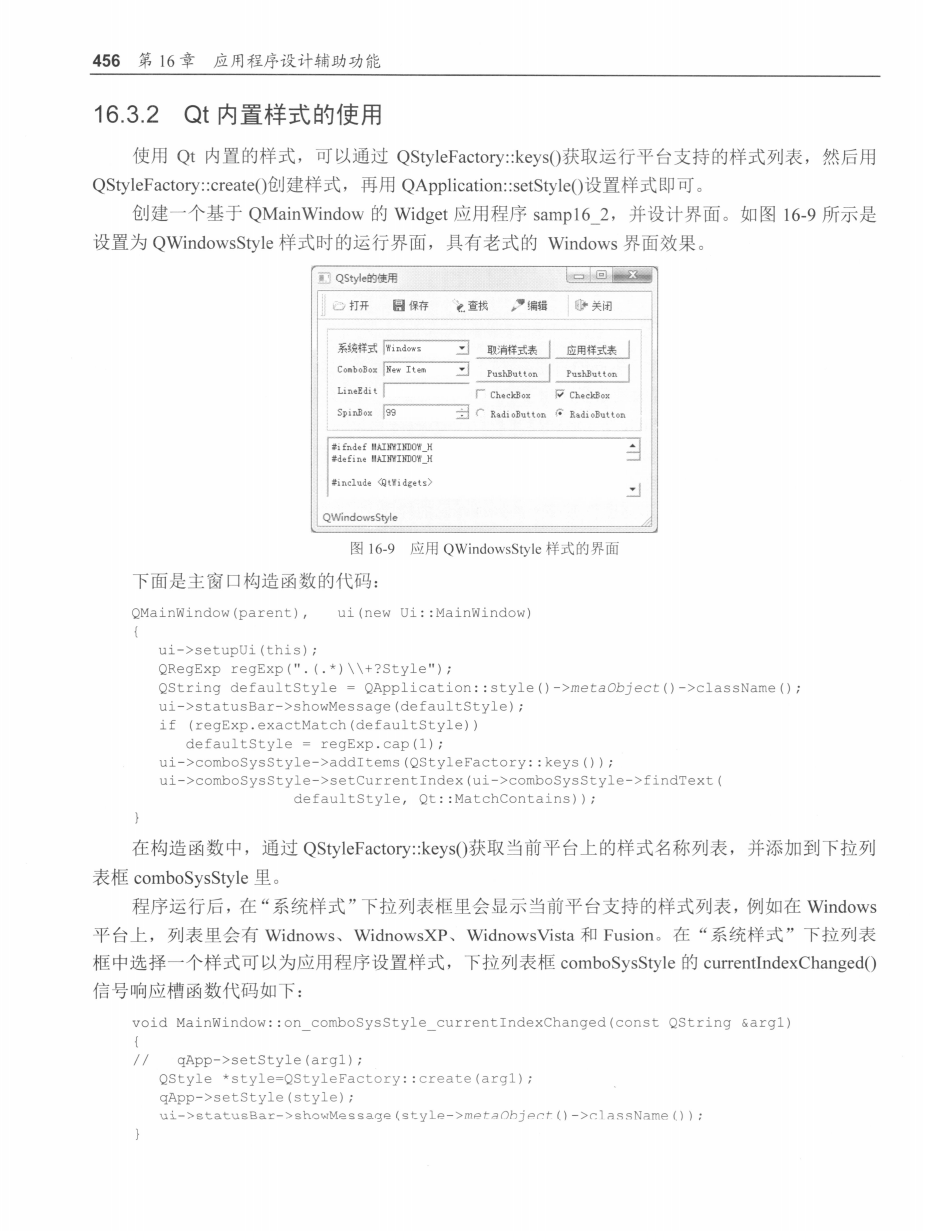 456 第 16 章 应用程序设计辅助功能
16.3.2 Qt 内置样式的使用
使用 Qt 内置的样式，可以通过 QStyleFactory::keys()获取运行平台支持的样式列表，然后用
QStyleFactory::create()创建样式，再用 QApplication::setStyle()设置样式即可。
创建一个基于 QMainWindow 的 Widget 应用程序 samp16_2，并设计界面。如图 16-9 所示是
设置为 QWindowsStyle 样式时的运行界面，具有老式的 Windows 界面效果。
QStyle的使用
打开 保存 查找 编辑 关闭
系统样式 Windows 取消样式表 应用样式表
ComboBox New Item PushButton PushButton
LineEdit CheckBox CheckBox
SpinBox 99 RadioButton RadioButton
#ifndef MAINWINDOW_H
#define MAINWINDOW_H
#include <QtWidgets>
QWindowsStyle
图 16-9 应用 QWindowsStyle 样式的界面
下面是主窗口构造函数的代码：
QMainWindow(parent), ui(new Ui::MainWindow)
{
ui->setupUi(this);
QRegExp regExp(".(.*)\\+?Style");
QString defaultStyle = QApplication::style()->metaObject()->className();
ui->statusBar->showMessage(defaultStyle);
if (regExp.exactMatch(defaultStyle))
defaultStyle = regExp.cap(1);
ui->comboSysStyle->addItems(QStyleFactory::keys());
ui->comboSysStyle->setCurrentIndex(ui->comboSysStyle->findText(
defaultStyle, Qt::MatchContains));
}
在构造函数中，通过 QStyleFactory::keys()获取当前平台上的样式名称列表，并添加到下拉列
表框 comboSysStyle 里。
程序运行后，在“系统样式”下拉列表框里会显示当前平台支持的样式列表，例如在 Windows
平台上，列表里会有 Widnows、WidnowsXP、WidnowsVista 和 Fusion。在“系统样式”下拉列表
框中选择一个样式可以为应用程序设置样式，下拉列表框 comboSysStyle 的 currentIndexChanged()
信号响应槽函数代码如下：
void MainWindow::on_comboSysStyle_currentIndexChanged(const QString &arg1)
{
// qApp->setStyle(arg1);
QStyle *style=QStyleFactory::create(arg1);
qApp->setStyle(style);
ui->statusBar->showMessage(style->metaObject()->className());
}